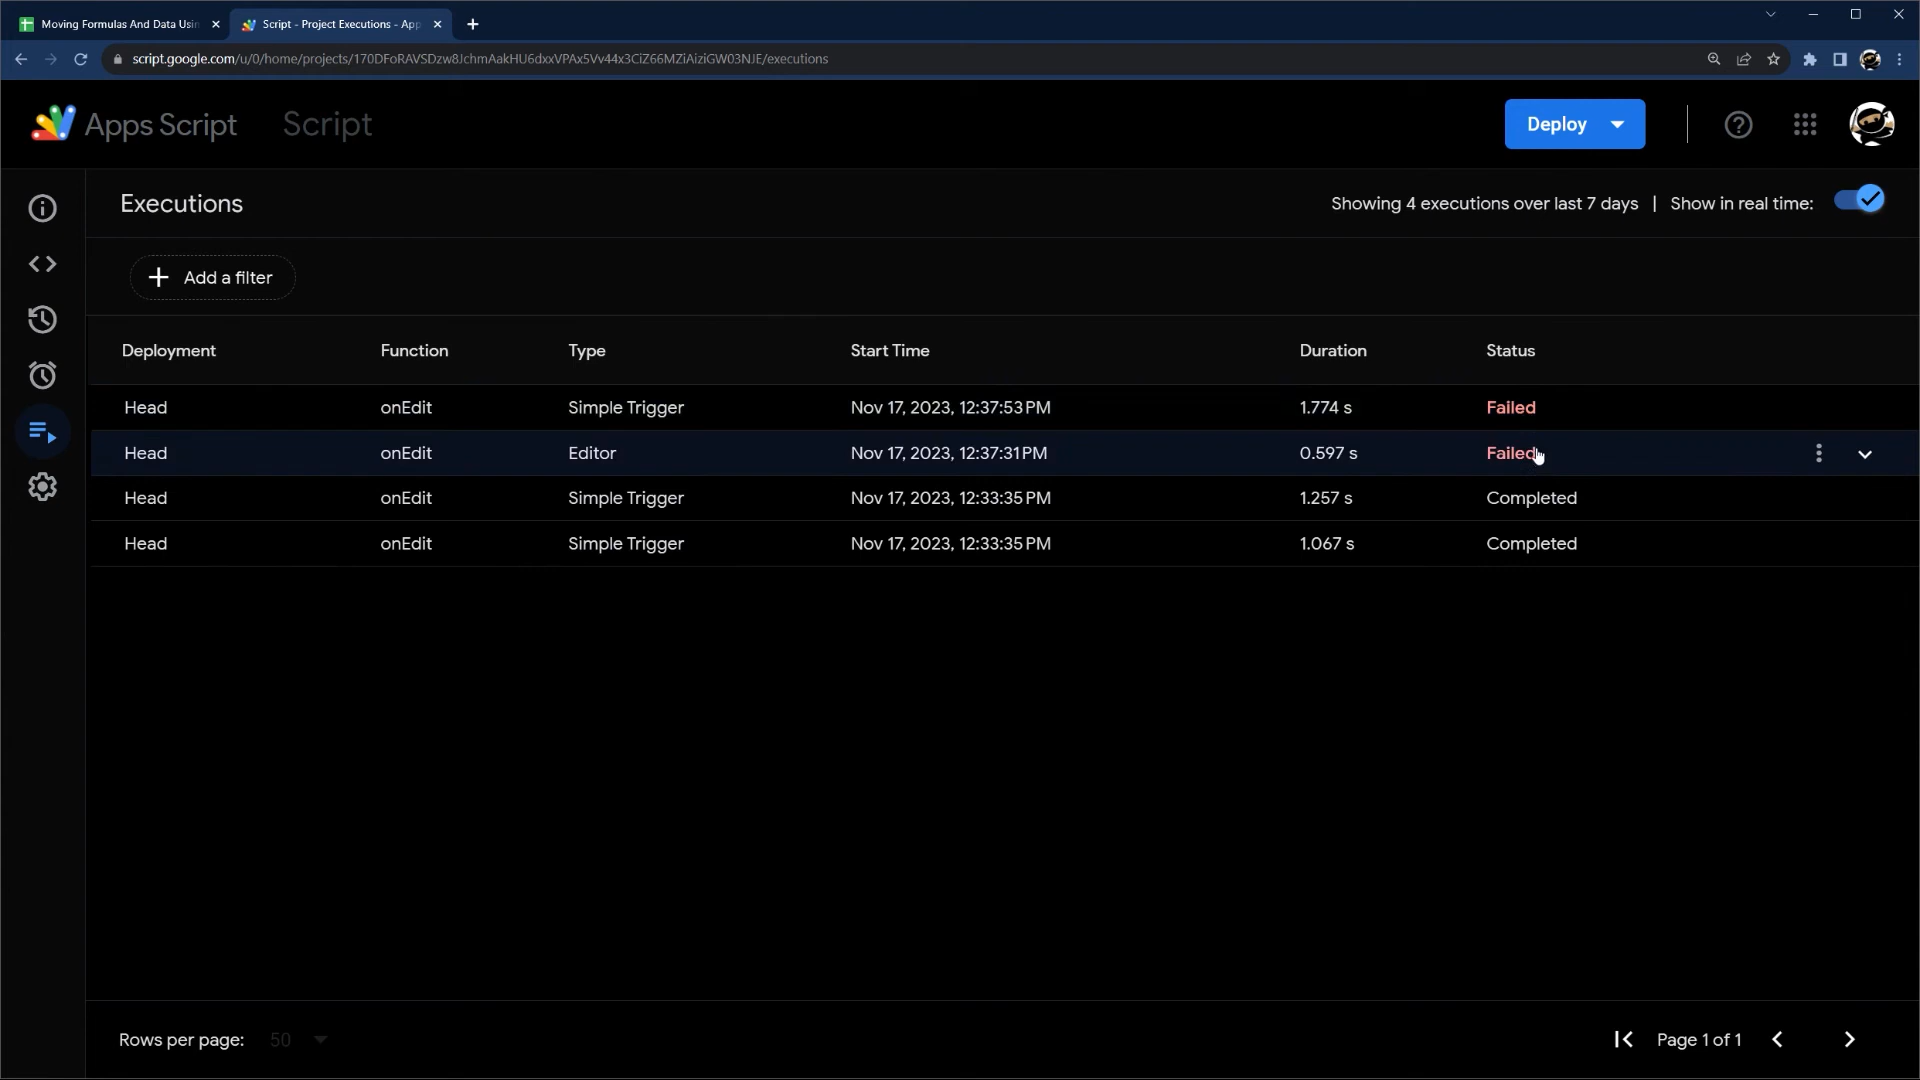 Moving Formulas And Data Usin
Script - Project Executions - App
script.google.com/u/0/home/projects/170DFoRAVSDzw8JchmAakHU6dxxVPAx5Vv44x3CiZ66MZiAiziGW03NJE/executions
Apps Script Script Deploy
Executions Showing 4 executions over last 7 days | Show in real time:
Add a filter
Deployment Function Type Start Time Duration Status
Head onEdit Simple Trigger Nov 17, 2023, 12:37:53 PM 1.774 s Failed
Head onEdit Editor Nov 17, 2023, 12:37:31 PM 0.597 s Failed
Head onEdit Simple Trigger Nov 17, 2023, 12:33:35 PM 1.257 s Completed
Head onEdit Simple Trigger Nov 17, 2023, 12:33:35 PM 1.067 s Completed
Rows per page: 50 Page 1 of 1